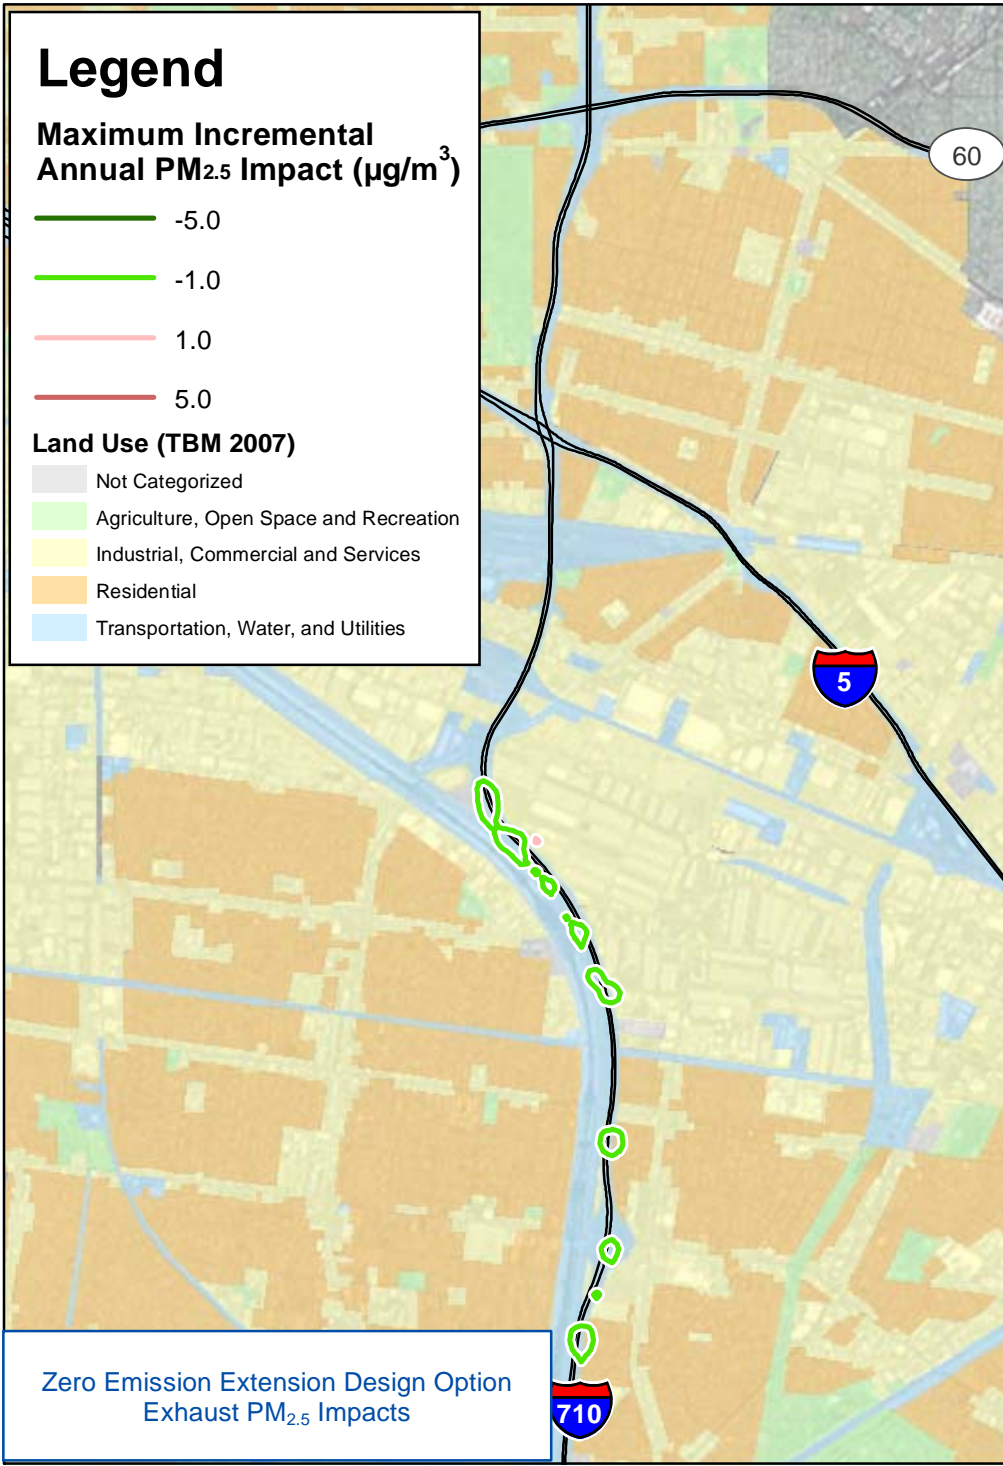 Legend
Maximum Incremental
Annual PM2.5 Impact (µg/m³)
-5.0
-1.0
1.0
5.0
Land Use (TBM 2007)
Not Categorized
Agriculture, Open Space and Recreation
Industrial, Commercial and Services
Residential
Transportation, Water, and Utilities
60
5
710
Zero Emission Extension Design Option
Exhaust PM2.5 Impacts